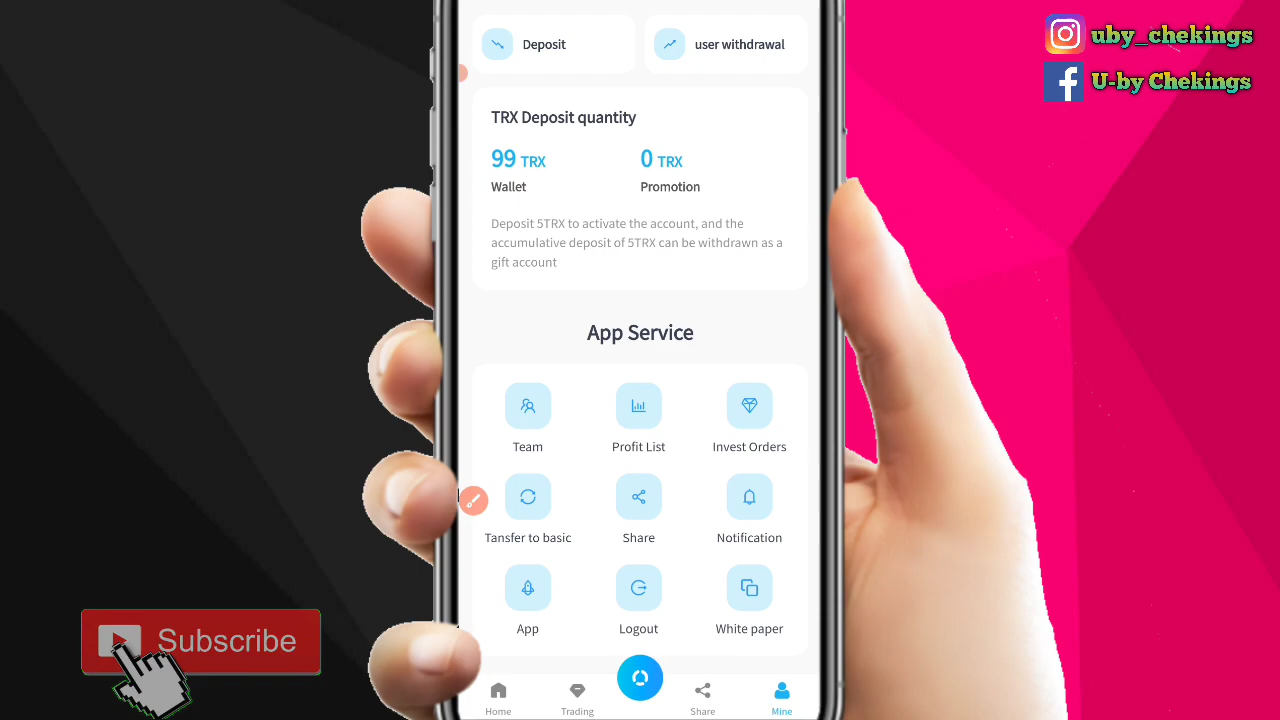 uby_chekings
U-by Chekings
Deposit
user withdrawal
TRX Deposit quantity
99 TRX
0 TRX
Wallet
Promotion
Deposit 5TRX to activate the account, and the
accumulative deposit of 5TRX can be withdrawn as a
gift account
App Service
Team
Profit List
Invest Orders
Tansfer to basic
Share
Notification
App
Logout
White paper
Subscribe
Home
Trading
Share
Mine